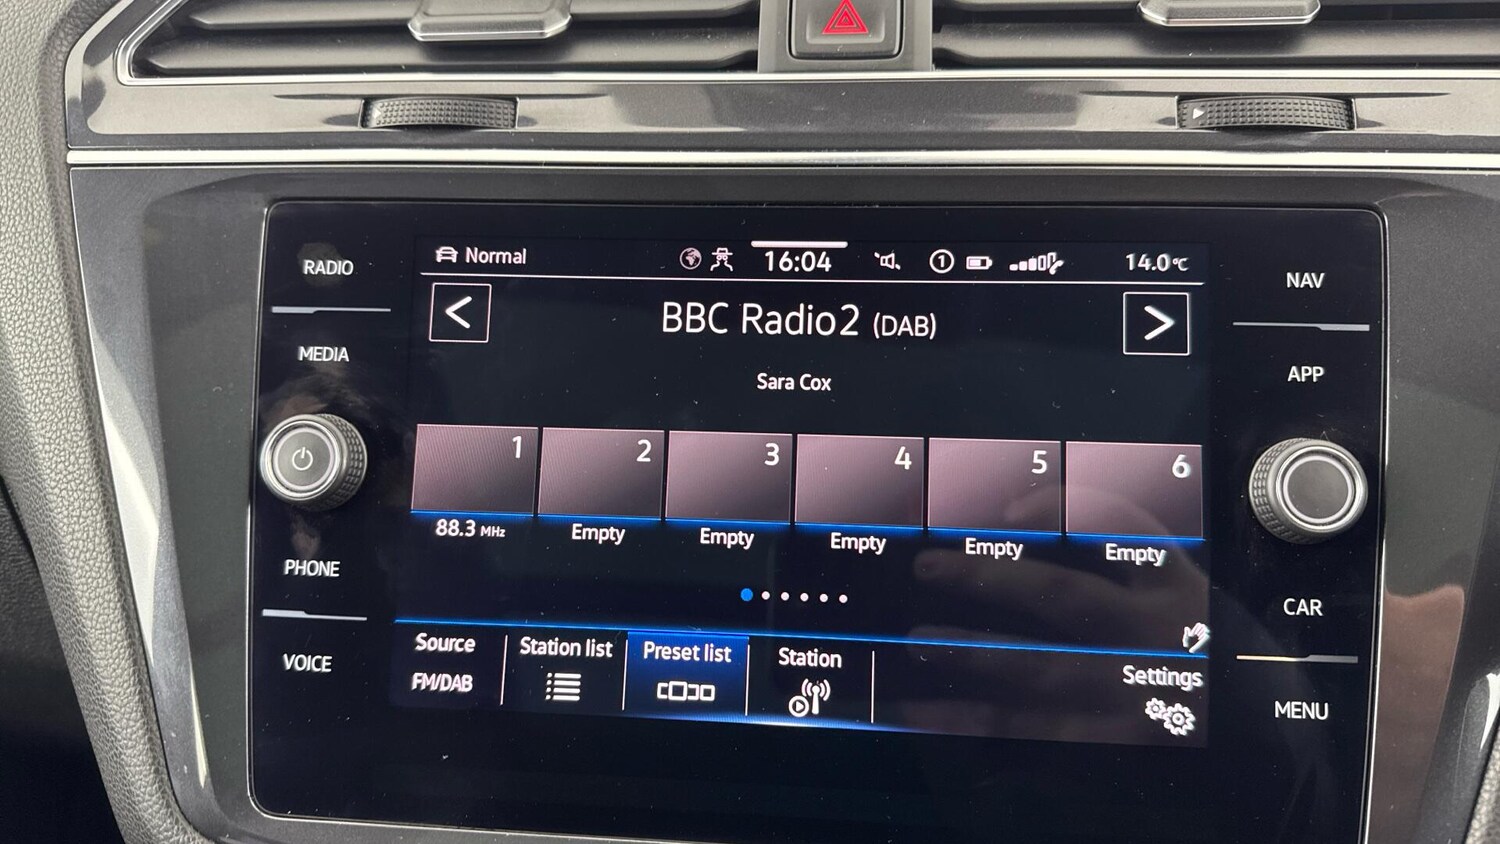 RADIO
MEDIA
PHONE
VOICE
Normal
16:04
1
14.0°C
BBC Radio2 (DAB)
Sara Cox
1
2
3
4
5
6
88.3 MHz
Empty
Empty
Empty
Empty
Empty
Source
FM/DAB
Station list
Preset list
Station
Settings
NAV
APP
CAR
MENU